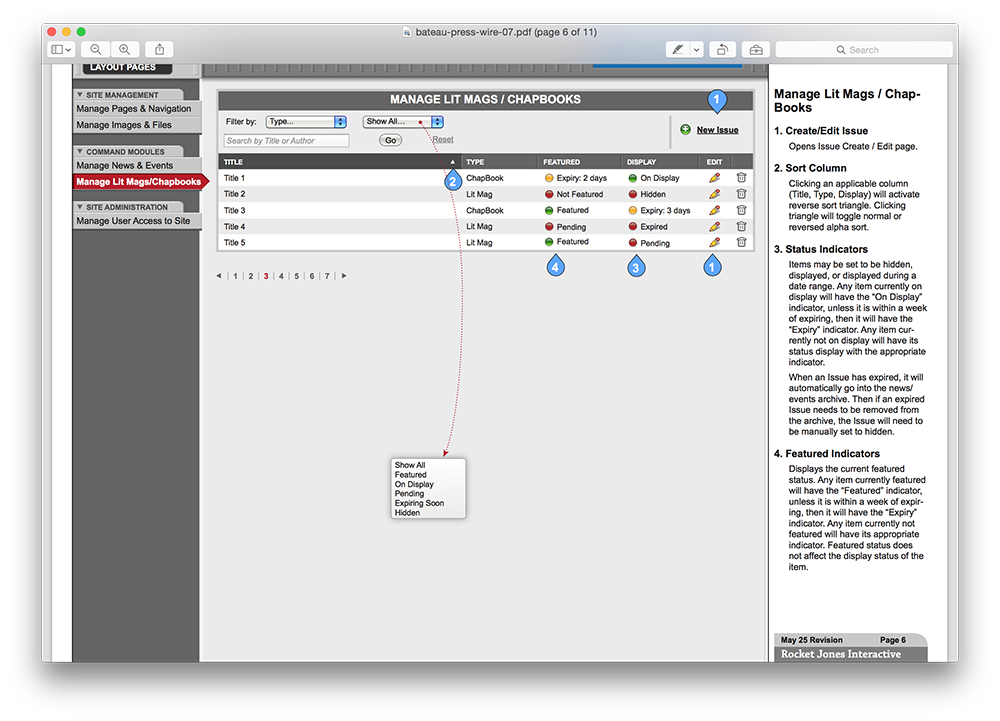 bateau-press-wire-07.pdf (page 6 of 11)
Search
LAYOUT PAGES
SITE MANAGEMENT
Manage Pages & Navigation
Manage Images & Files
COMMAND MODULES
Manage News & Events
Manage Lit Mags/Chapbooks
SITE ADMINISTRATION
Manage User Access to Site
MANAGE LIT MAGS / CHAPBOOKS
1
Filter by: Type... Show All...
New Issue
Search by Title or Author Go Reset
TITLE TYPE FEATURED DISPLAY EDIT
Title 1 ChapBook Expiry: 2 days On Display
2
Title 2 Lit Mag Not Featured Hidden
Title 3 ChapBook Featured Expiry: 3 days
Title 4 Lit Mag Pending Expired
Title 5 Lit Mag Featured Pending
4 3 1
1 2 3 4 5 6 7
Show All
Featured
On Display
Pending
Expiring Soon
Hidden
Manage Lit Mags / Chap-
Books
1. Create/Edit Issue
Opens Issue Create / Edit page.
2. Sort Column
Clicking an applicable column
(Title, Type, Display) will activate
reverse sort triangle. Clicking
triangle will toggle normal or
reversed alpha sort.
3. Status Indicators
Items may be set to be hidden,
displayed, or displayed during a
date range. Any item currently on
display will have the “On Display”
indicator, unless it is within a week
of expiring, then it will have the
“Expiry” indicator. Any item cur-
rently not on display will have its
status display with the appropriate
indicator.
When an Issue has expired, it will
automatically go into the news/
events archive. Then if an expired
Issue needs to be removed from
the archive, the Issue will need to
be manually set to hidden.
4. Featured Indicators
Displays the current featured
status. Any item currently featured
will have the “Featured” indicator,
unless it is within a week of expir-
ing, then it will have the “Expiry”
indicator. Any item currently not
featured will have its appropriate
indicator. Featured status does
not affect the display status of the
item.
May 25 Revision Page 6
Rocket Jones Interactive